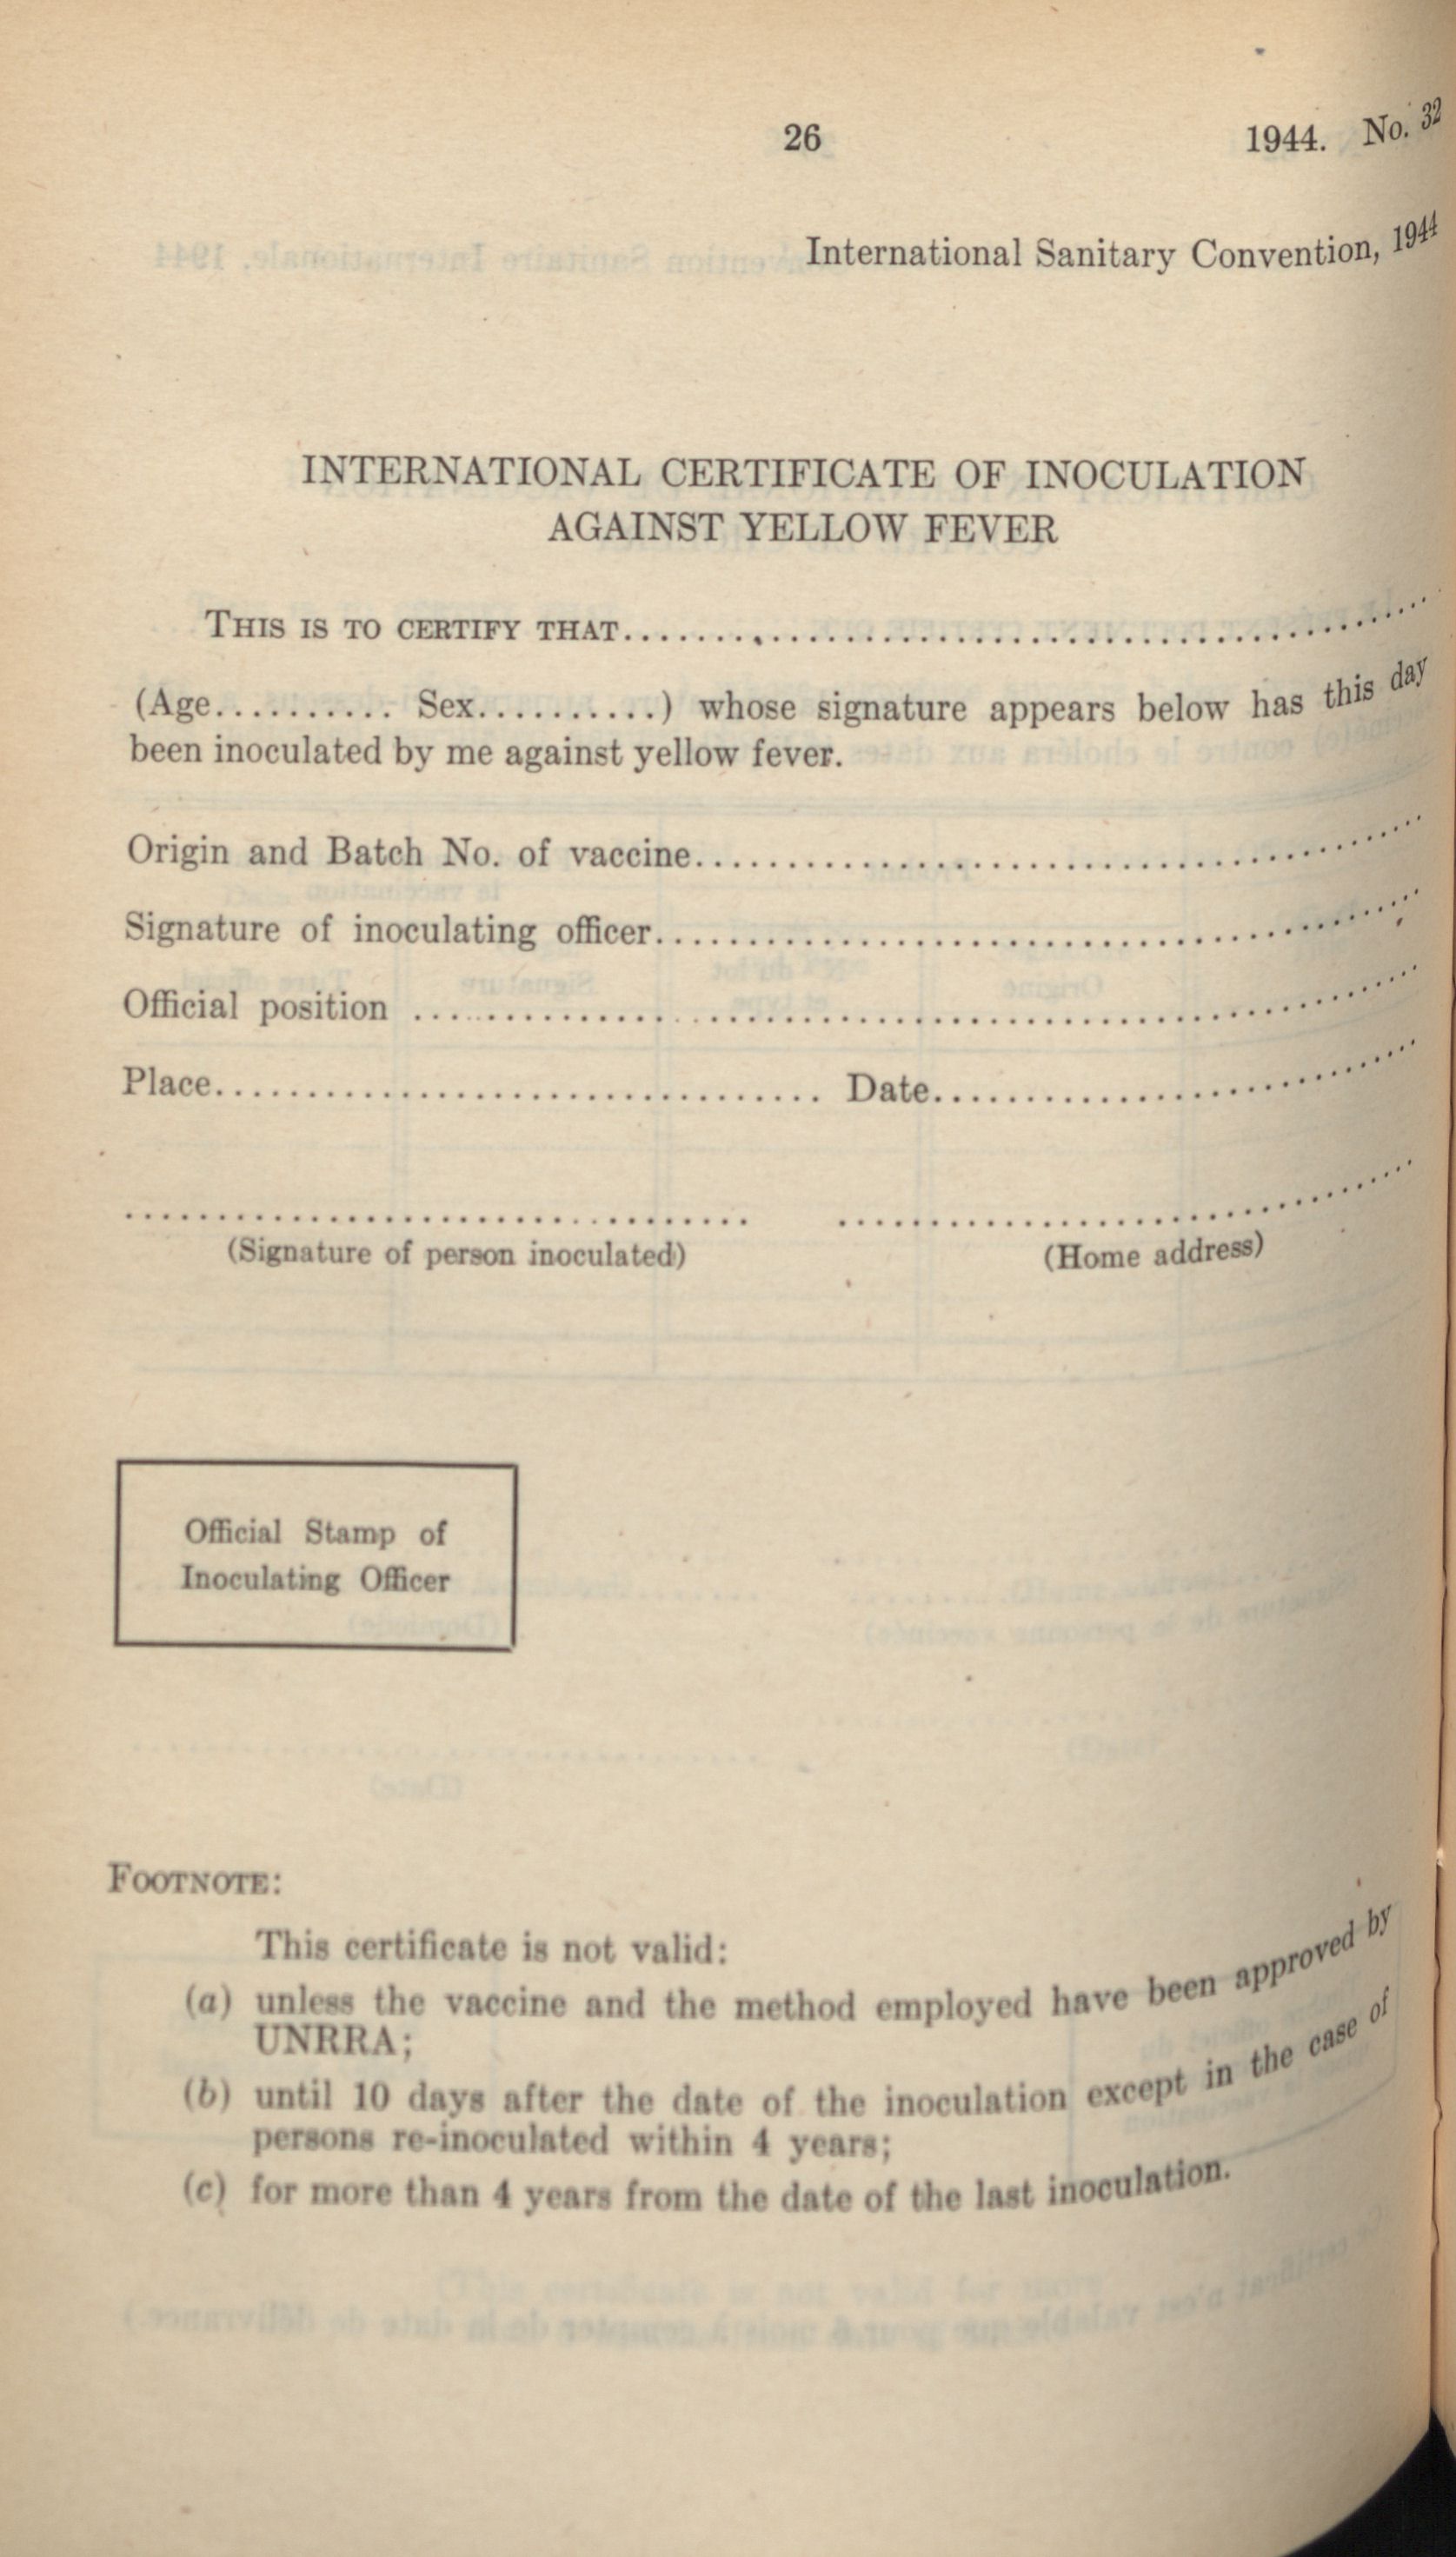 26
1944. No. 32
International Sanitary Convention, 1944
INTERNATIONAL CERTIFICATE OF INOCULATION
AGAINST YELLOW FEVER
THIS IS TO CERTIFY THAT..........................................................
(Age.......... Sex..........) whose signature appears below has this day
been inoculated by me against yellow fever.
Origin and Batch No. of vaccine..................................................
Signature of inoculating officer..................................................
Official position ..................................................................
Place................................. Date..............................
.................................. ....................................
(Signature of person inoculated) (Home address)
Official Stamp of
Inoculating Officer
FOOTNOTE:
This certificate is not valid:
(a) unless the vaccine and the method employed have been approved by
UNRRA;
(b) until 10 days after the date of the inoculation except in the case of
persons re-inoculated within 4 years;
(c) for more than 4 years from the date of the last inoculation.